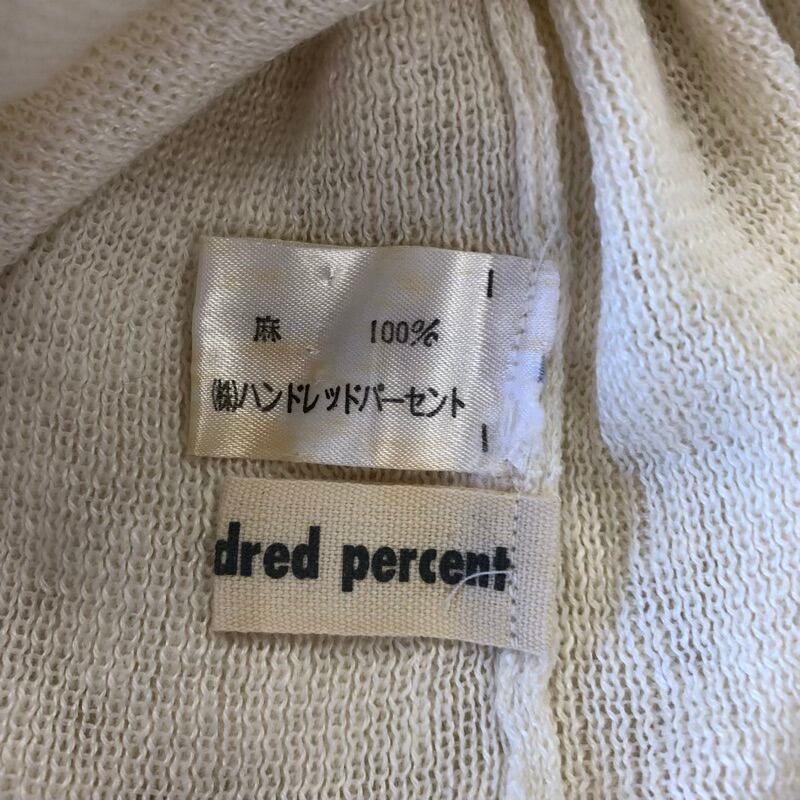 麻 100%
(株)ハンドレッドパーセント
dred percent